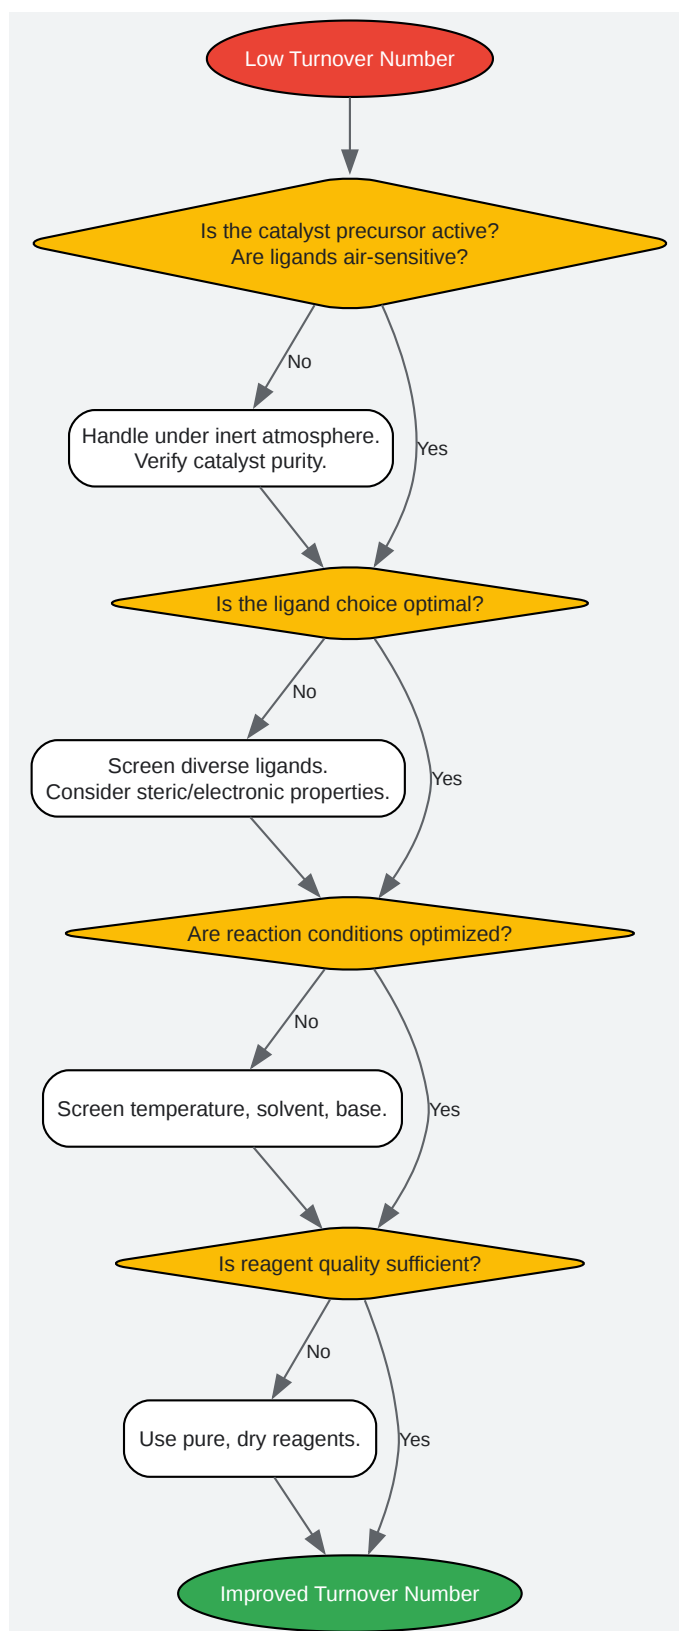 Low Turnover Number
Is the catalyst precursor active?
Are ligands air-sensitive?
No
Handle under inert atmosphere.
Verify catalyst purity.
Yes
Is the ligand choice optimal?
No
Screen diverse ligands.
Consider steric/electronic properties.
Yes
Are reaction conditions optimized?
No
Screen temperature, solvent, base.
Yes
Is reagent quality sufficient?
No
Use pure, dry reagents.
Yes
Improved Turnover Number